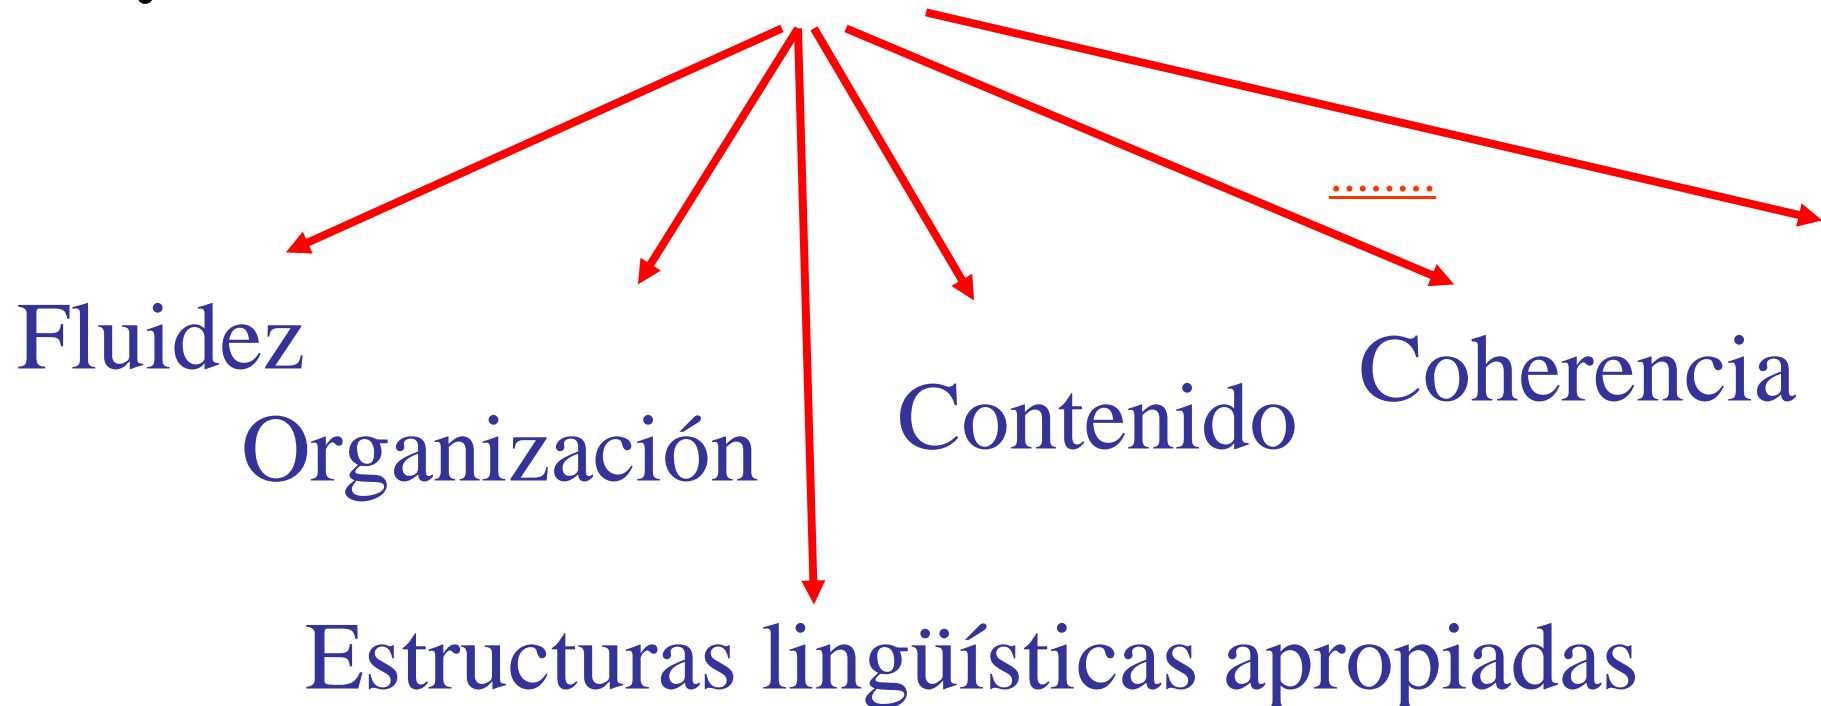 ........
Fluidez
Coherencia
Contenido
Organización
Estructuras lingüísticas apropiadas